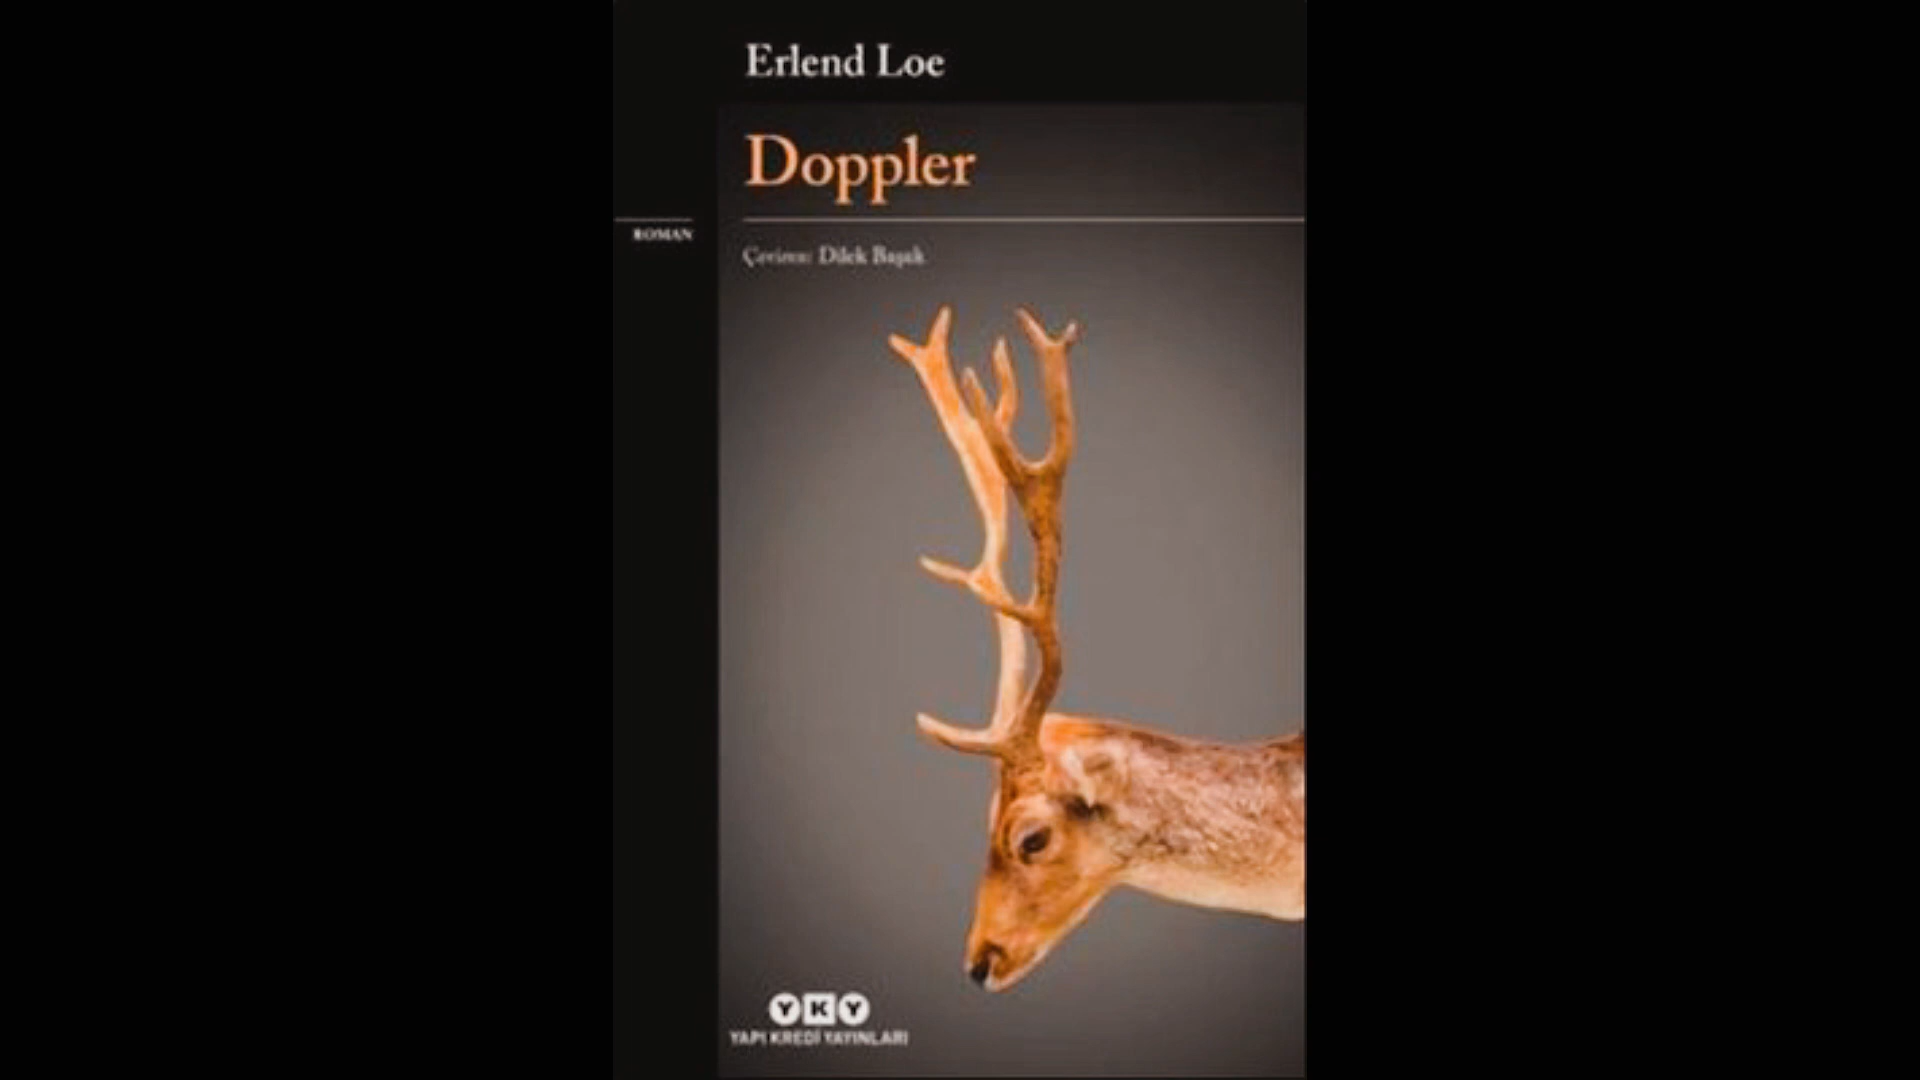 Erlend Loe
Doppler
ROMAN
Çeviren: Dilek Başak
YKY
YAPI KREDİ YAYINLARI